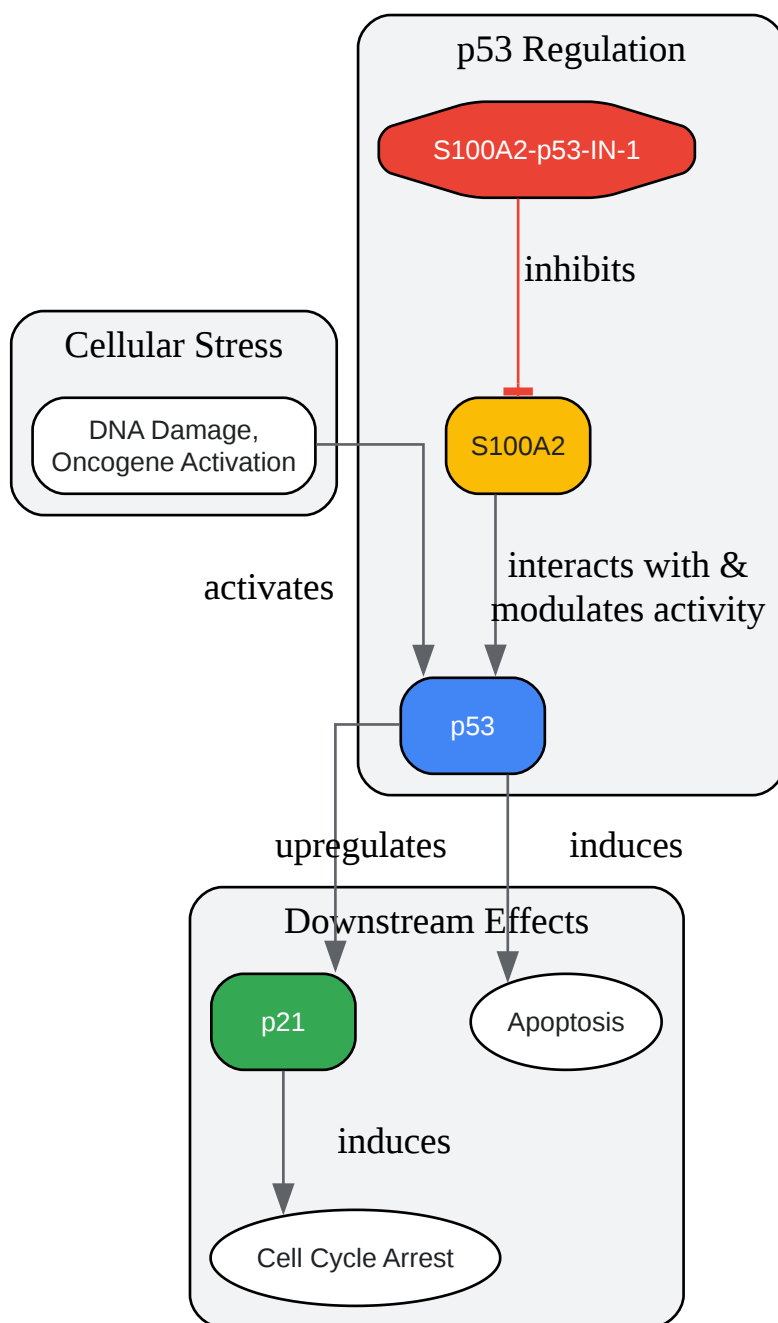 p53 Regulation
S100A2-p53-IN-1
inhibits
Cellular Stress
DNA Damage,
Oncogene Activation
S100A2
activates
interacts with &
modulates activity
p53
upregulates
induces
Downstream Effects
p21
Apoptosis
induces
Cell Cycle Arrest